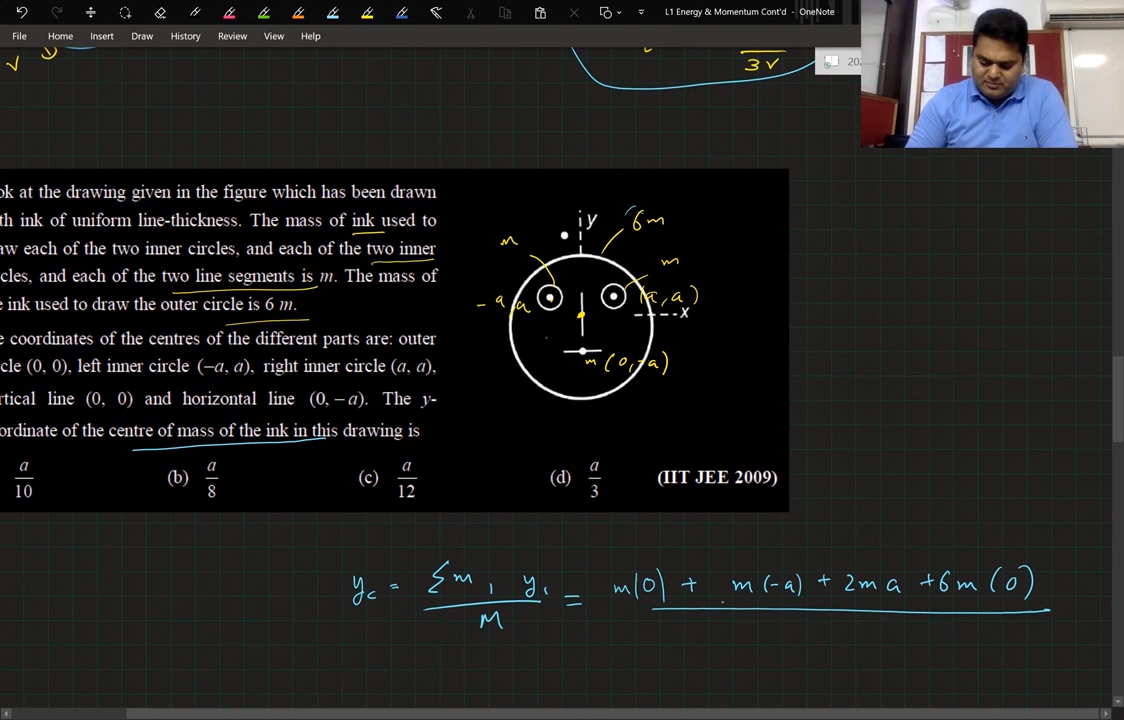 L1 Energy & Momentum Cont'd - OneNote
File Home Insert Draw History Review View Help
V
3V
202
ok at the drawing given in the figure which has been drawn
th ink of uniform line-thickness. The mass of ink used to
aw each of the two inner circles, and each of the two inner
cles, and each of the two line segments is m. The mass of
e ink used to draw the outer circle is 6 m.
e coordinates of the centres of the different parts are: outer
cle (0, 0), left inner circle (−a, a), right inner circle (a, a),
rtical line (0, 0) and horizontal line (0, −a). The y-
ordinate of the centre of mass of the ink in this drawing is
y
6m
m
m
-a, a
(a, a)
x
m (0, -a)
a/10 (b) a/8 (c) a/12 (d) a/3 (IIT JEE 2009)
yc = Σm₁ y₁ / M = m(0) + m(-a) + 2ma + 6m(0)